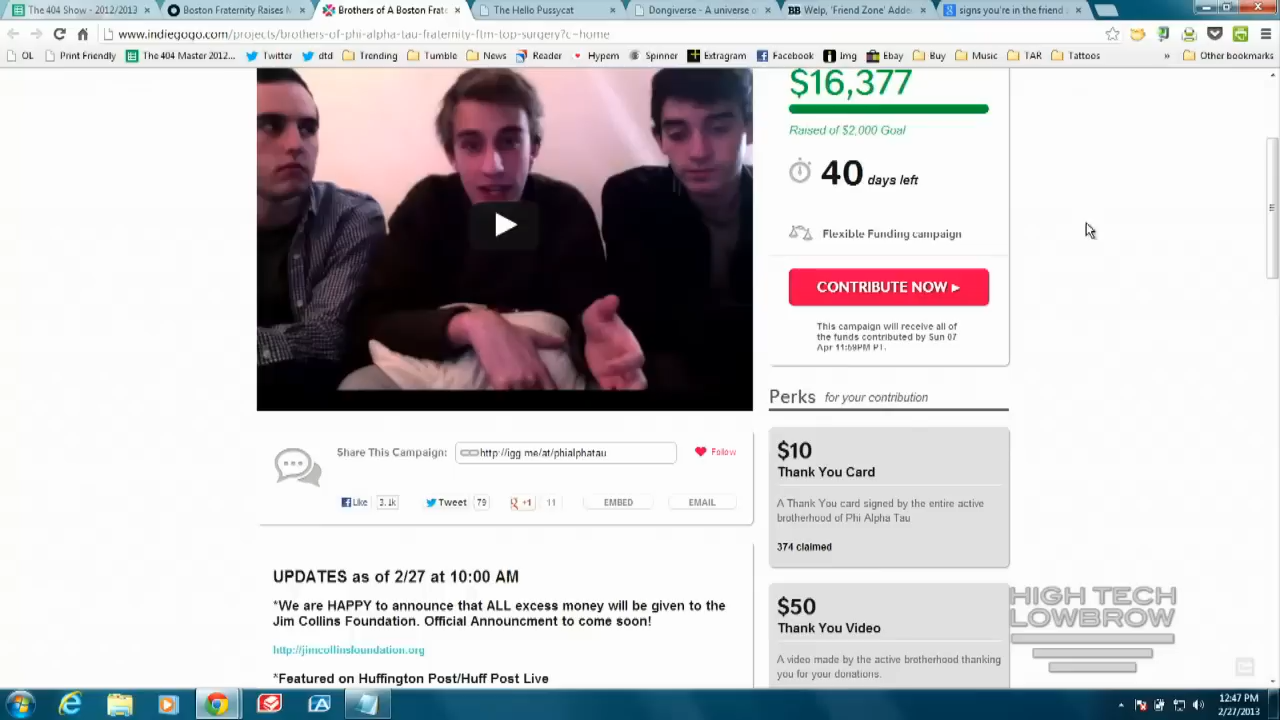 The 404 Show - 2012/2013
Boston Fraternity Raises M
Brothers of A Boston Frat
The Hello Pussycat
Dongiverse - A universe o
BB Welp, 'Friend Zone' Adde
signs you're in the friend
www.indiegogo.com/projects/brothers-of-phi-alpha-tau-fraternity-ftm-top-surgery?c=home
OL
Print Friendly
The 404 Master 2012...
Twitter
dtd
Trending
Tumble
News
Reader
Hypem
Spinner
Extragram
Facebook
Img
Ebay
Buy
Music
TAR
Tattoos
»
Other bookmarks
$16,377
Raised of $2,000 Goal
40 days left
Flexible Funding campaign
CONTRIBUTE NOW ▸
This campaign will receive all of
the funds contributed by Sun 07
Apr 11:59PM PT.
Perks for your contribution
Share This Campaign: http://igg.me/at/phialphatau Follow
Like 3.1k Tweet 79 +1 11 EMBED EMAIL
$10
Thank You Card
A Thank You card signed by the entire active
brotherhood of Phi Alpha Tau
374 claimed
UPDATES as of 2/27 at 10:00 AM
*We are HAPPY to announce that ALL excess money will be given to the
Jim Collins Foundation. Official Announcment to come soon!
http://jimcollinsfoundation.org
*Featured on Huffington Post/Huff Post Live
$50
Thank You Video
A video made by the active brotherhood thanking
you for your donations.
HIGH TECH
LOWBROW
12:47 PM
2/27/2013